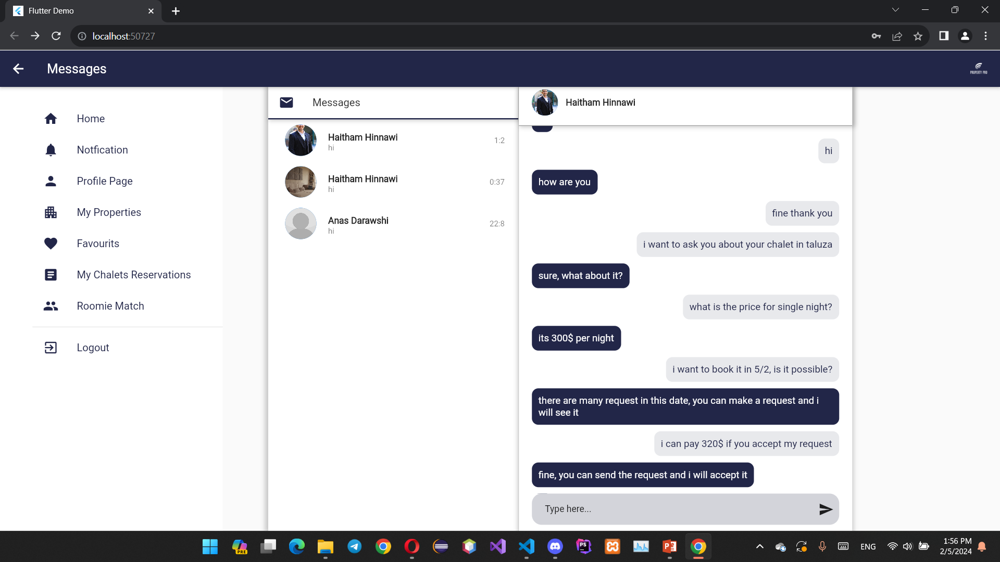 Flutter Demo
localhost:50727
Messages
PROPERTY PRO
Home
Notfication
Profile Page
My Properties
Favourits
My Chalets Reservations
Roomie Match
Logout
Messages
Haitham Hinnawi
1:2
hi
Haitham Hinnawi
0:37
hi
Anas Darawshi
22:8
hi
Haitham Hinnawi
hi
how are you
fine thank you
i want to ask you about your chalet in taluza
sure, what about it?
what is the price for single night?
its 300$ per night
i want to book it in 5/2, is it possible?
there are many request in this date, you can make a request and i
will see it
i can pay 320$ if you accept my request
fine, you can send the request and i will accept it
Type here...
PRE
PS
P
ENG
1:56 PM
2/5/2024